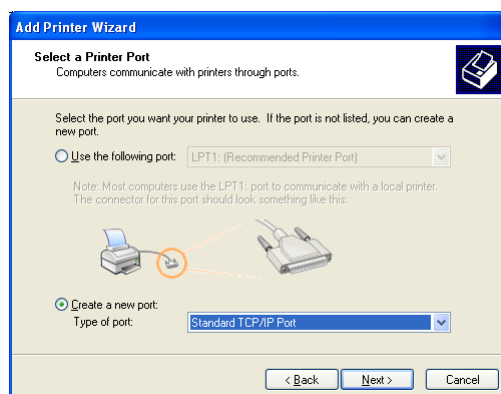 Add Printer Wizard
Select a Printer Port
Computers communicate with printers through ports.
Select the port you want your printer to use. If the port is not listed, you can create a
new port.
Use the following port: LPT1: (Recommended Printer Port)
Note: Most computers use the LPT1: port to communicate with a local printer.
The connector for this port should look something like this:
Create a new port:
Type of port: Standard TCP/IP Port
< Back Next > Cancel